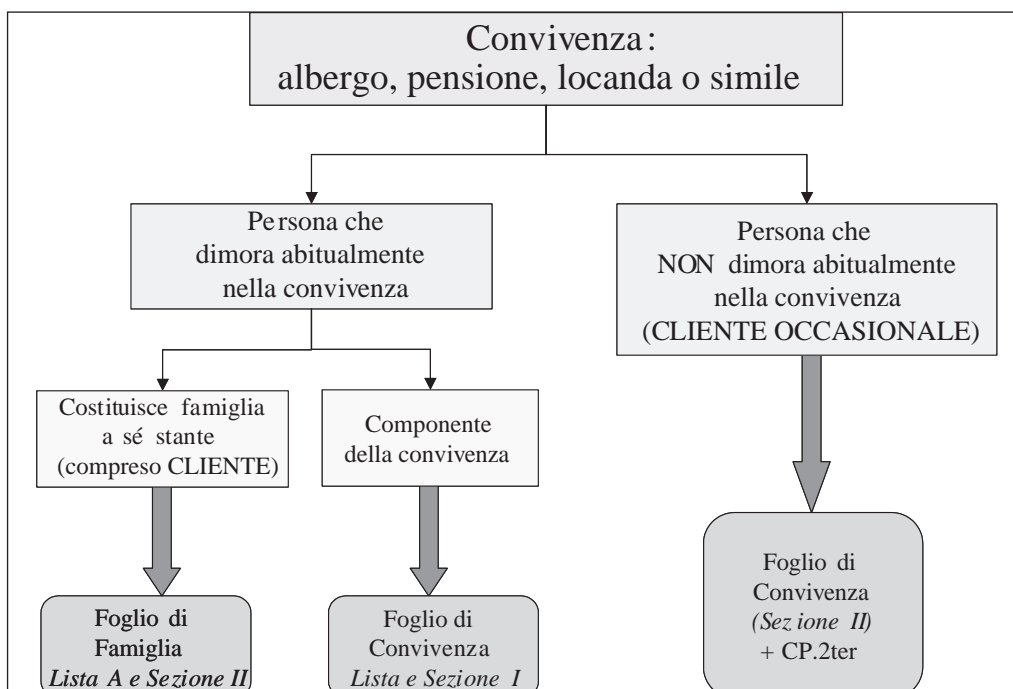 Convivenza:
albergo, pensione, locanda o simile
Persona che
dimora abitualmente
nella convivenza
Persona che
NON dimora abitualmente
nella convivenza
(CLIENTE OCCASIONALE)
Costituisce famiglia
a sé stante
(compreso CLIENTE)
Componente
della convivenza
Foglio di
Famiglia
Lista A e Sezione II
Foglio di
Convivenza
Lista e Sezione I
Foglio di
Convivenza
(Sezione II)
+ CP.2ter